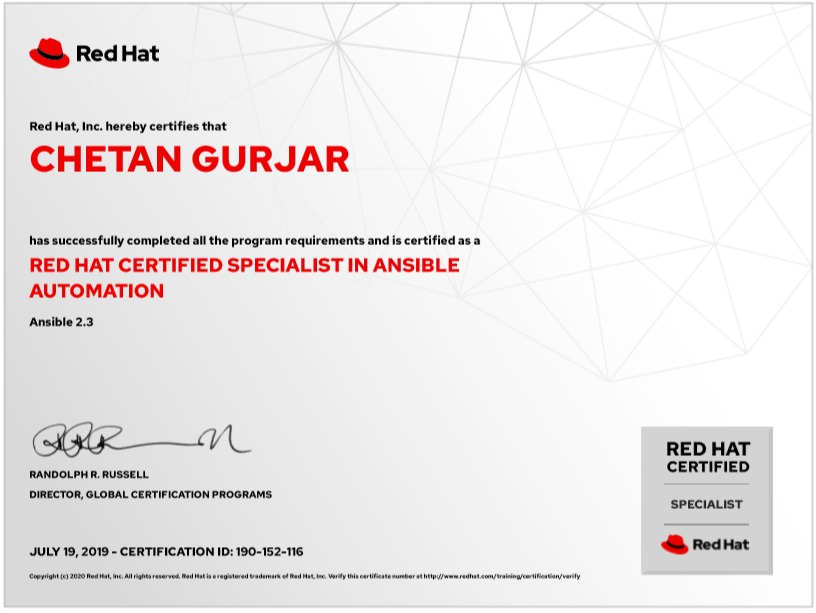 Red Hat
Red Hat, Inc. hereby certifies that
CHETAN GURJAR
has successfully completed all the program requirements and is certified as a
RED HAT CERTIFIED SPECIALIST IN ANSIBLE
AUTOMATION
Ansible 2.3
RANDOLPH R. RUSSELL
DIRECTOR, GLOBAL CERTIFICATION PROGRAMS
JULY 19, 2019 - CERTIFICATION ID: 190-152-116
Copyright (c) 2020 Red Hat, Inc. All rights reserved. Red Hat is a registered trademark of Red Hat, Inc. Verify this certificate number at http://www.redhat.com/training/certification/verify
RED HAT
CERTIFIED
SPECIALIST
Red Hat